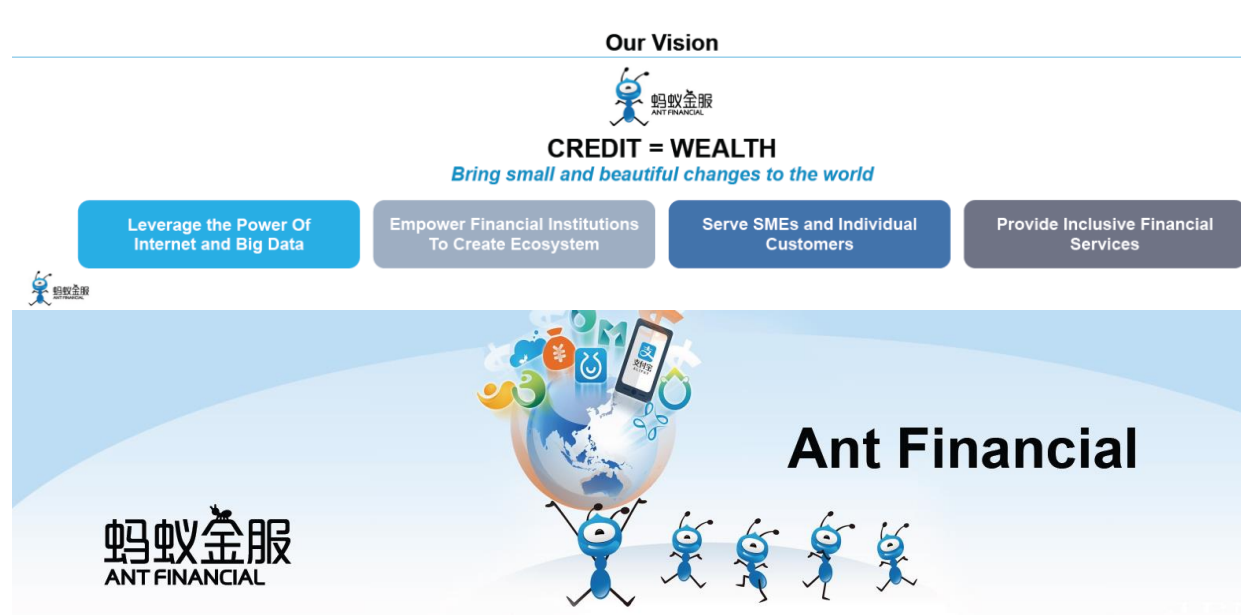 Our Vision
蚂蚁金服
ANT FINANCIAL
CREDIT = WEALTH
Bring small and beautiful changes to the world
Leverage the Power Of
Internet and Big Data
Empower Financial Institutions
To Create Ecosystem
Serve SMEs and Individual
Customers
Provide Inclusive Financial
Services
蚂蚁金服
ANT FINANCIAL
支
支付宝
Ant Financial
蚂蚁金服
ANT FINANCIAL